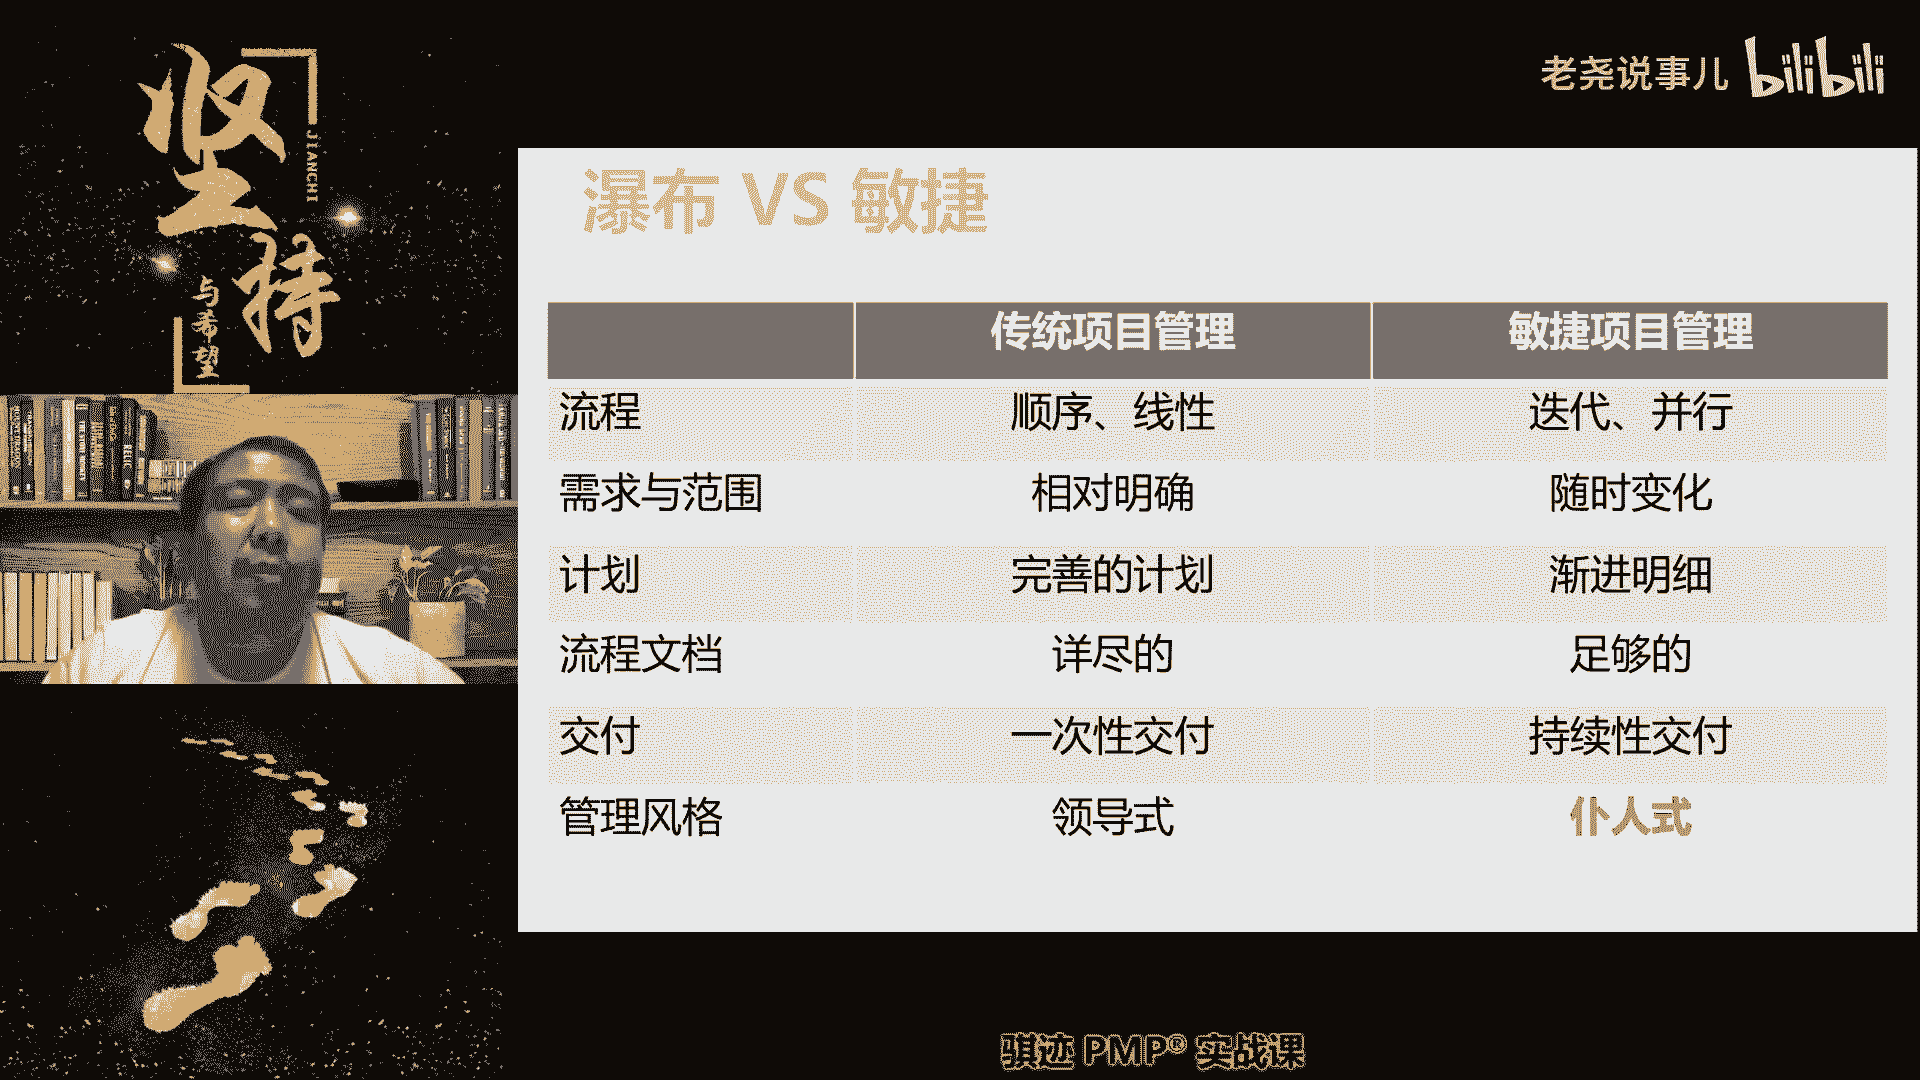 坚持
JIANCHI
与希望
老尧说事儿 bilibili
瀑布 VS 敏捷
传统项目管理 敏捷项目管理
流程 顺序、线性 迭代、并行
需求与范围 相对明确 随时变化
计划 完善的计划 渐进明细
流程文档 详尽的 足够的
交付 一次性交付 持续性交付
管理风格 领导式 仆人式
骐迹 PMP® 实战课